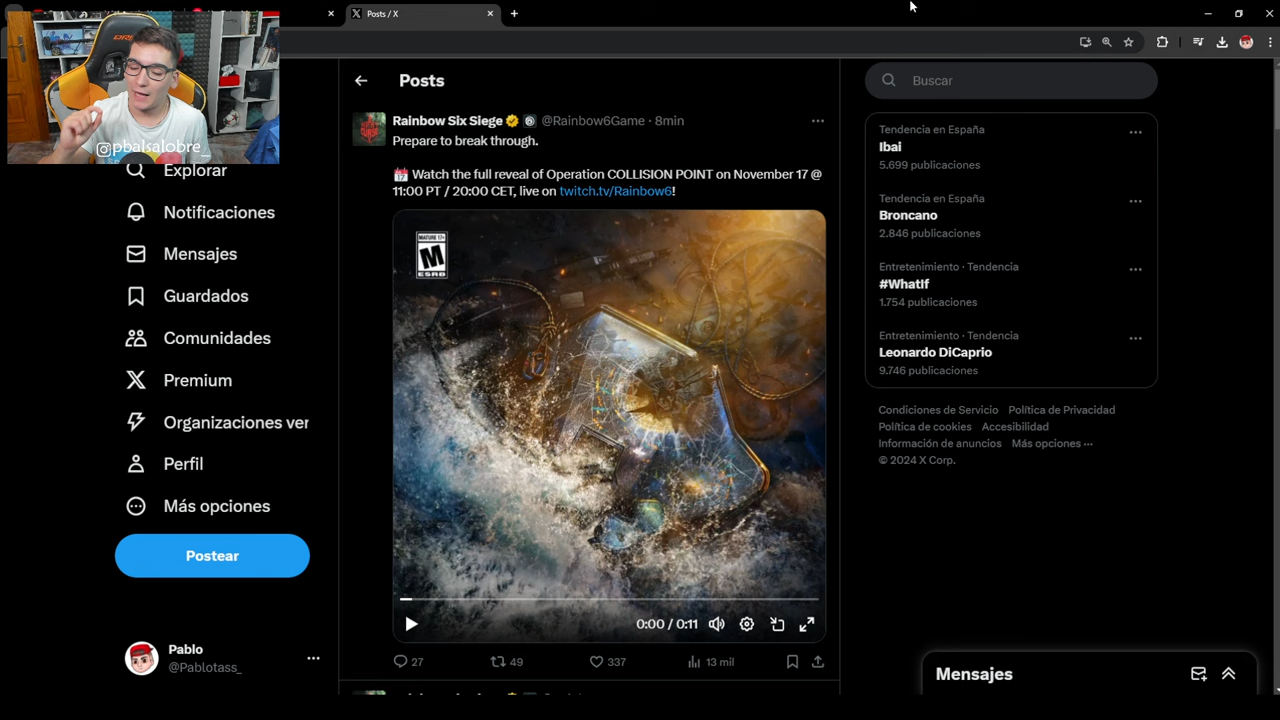 Posts / X
pbalsalobre_
Explorar
Notificaciones
Mensajes
Guardados
Comunidades
Premium
Organizaciones ver
Perfil
Más opciones
Postear
Pablo
@Pablotass_
Posts
Rainbow Six Siege @Rainbow6Game · 8min
Prepare to break through.
Watch the full reveal of Operation COLLISION POINT on November 17 @
11:00 PT / 20:00 CET, live on twitch.tv/Rainbow6!
MATURE 17+
M
ESRB
0:00 / 0:11
27
49
337
13 mil
Buscar
Tendencia en España
Ibai
5.699 publicaciones
Tendencia en España
Broncano
2.846 publicaciones
Entretenimiento · Tendencia
#WhatIf
1.754 publicaciones
Entretenimiento · Tendencia
Leonardo DiCaprio
9.746 publicaciones
Condiciones de Servicio Política de Privacidad
Política de cookies Accesibilidad
Información de anuncios Más opciones ···
© 2024 X Corp.
Mensajes